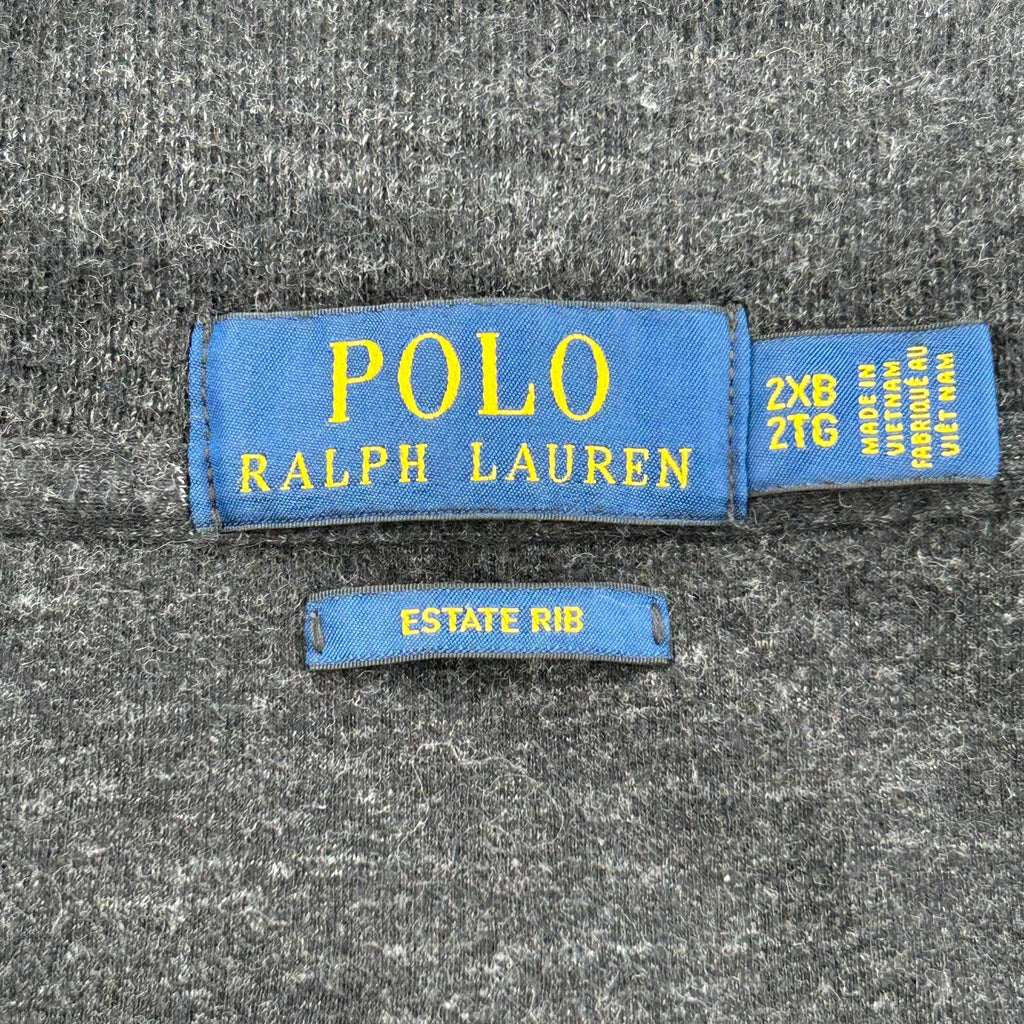 POLO
RALPH LAUREN
2XB
2TG
MADE IN
VIETNAM
FABRIQUÉ AU
VIÊT NAM
ESTATE RIB